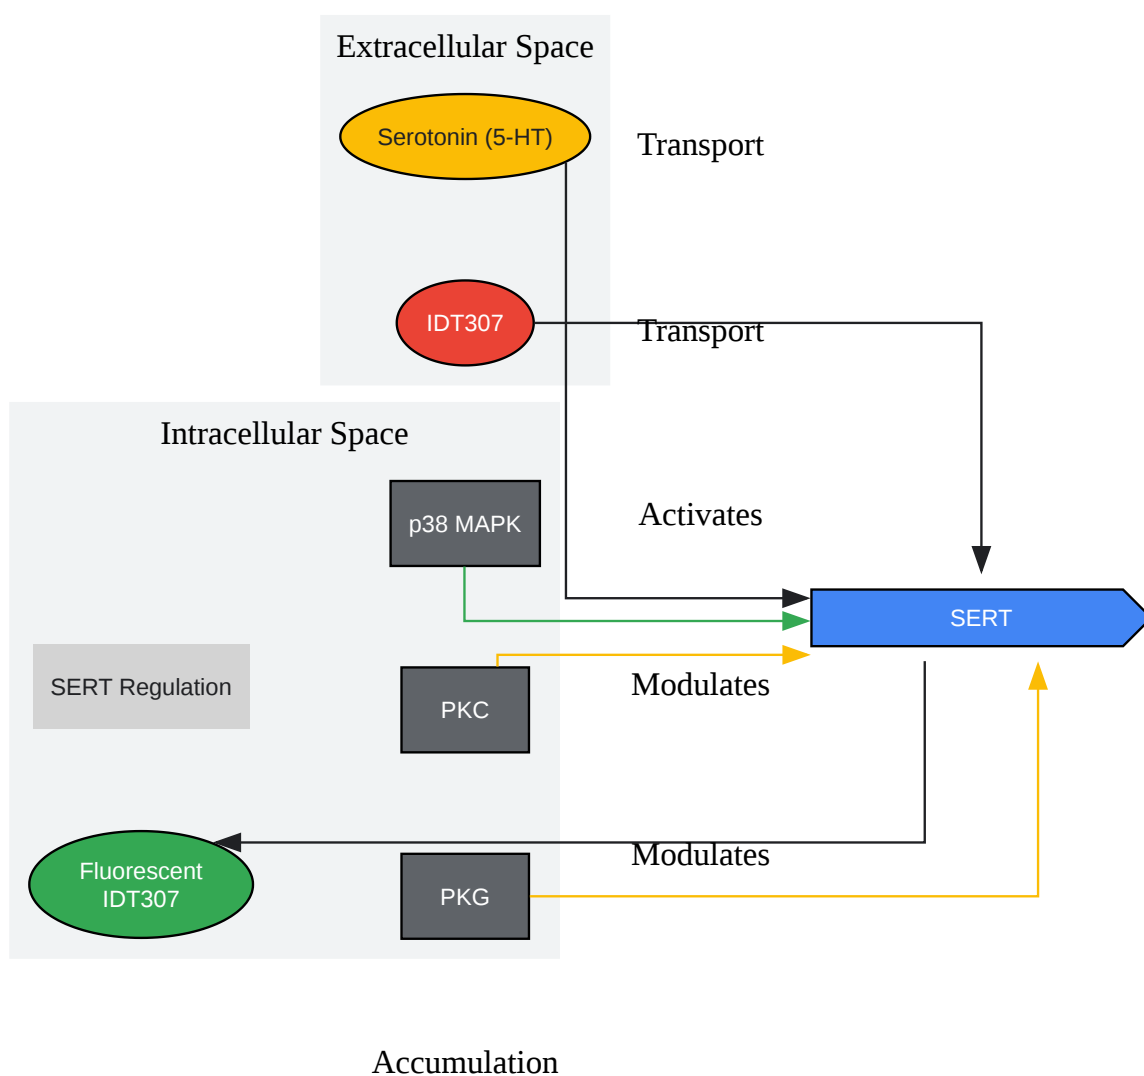 Extracellular Space
Serotonin (5-HT)
Transport
IDT307
Transport
Intracellular Space
p38 MAPK
Activates
SERT
SERT Regulation
PKC
Modulates
Fluorescent
IDT307
PKG
Modulates
Accumulation